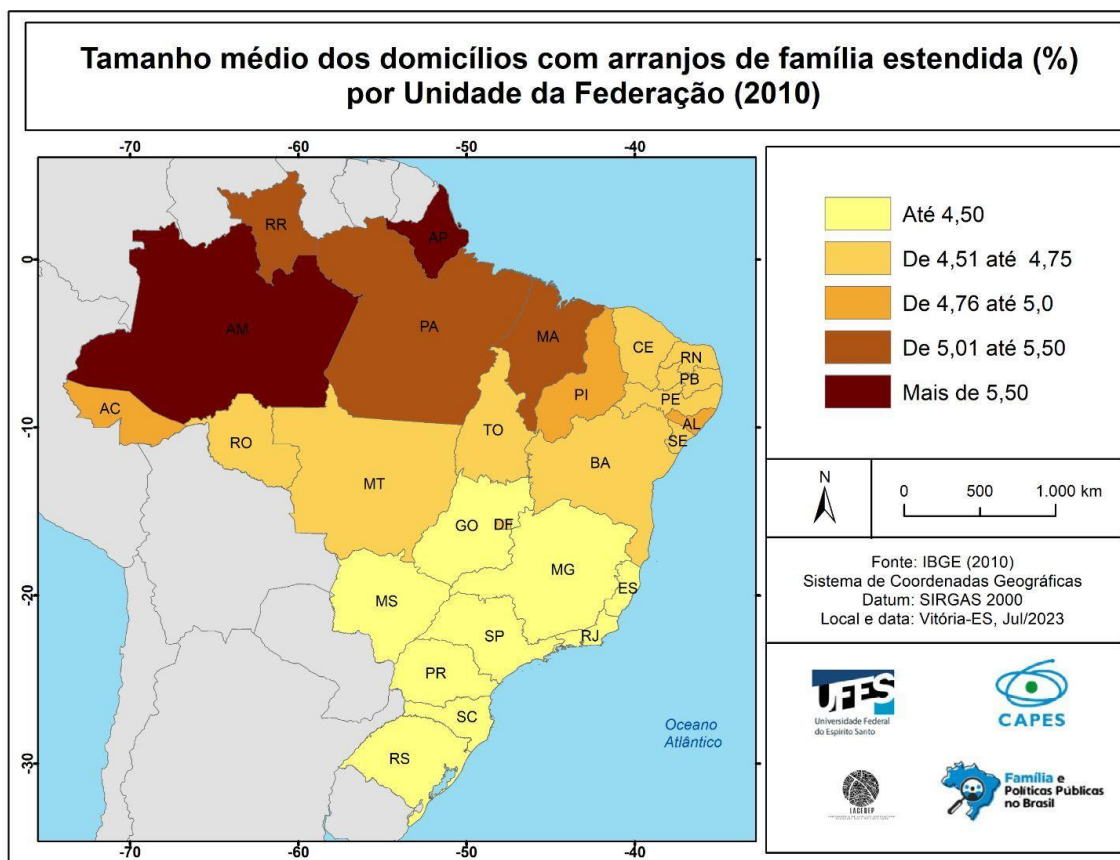 Tamanho médio dos domicílios com arranjos de família estendida (%)
por Unidade da Federação (2010)
-70
-60
-50
-40
0
-10
-20
-30
RR
AP
AM
PA
MA
CE
RN
PB
PE
PI
AL
SE
AC
RO
TO
BA
MT
GO
DF
MG
ES
MS
SP
RJ
PR
SC
RS
Oceano
Atlântico
-70
-60
-50
-40
Até 4,50
De 4,51 até 4,75
De 4,76 até 5,0
De 5,01 até 5,50
Mais de 5,50
N
0 500 1.000 km
Fonte: IBGE (2010)
Sistema de Coordenadas Geográficas
Datum: SIRGAS 2000
Local e data: Vitória-ES, Jul/2023
UFES
Universidade Federal
do Espírito Santo
CAPES
LAGEBEP
Família e
Políticas Públicas
no Brasil